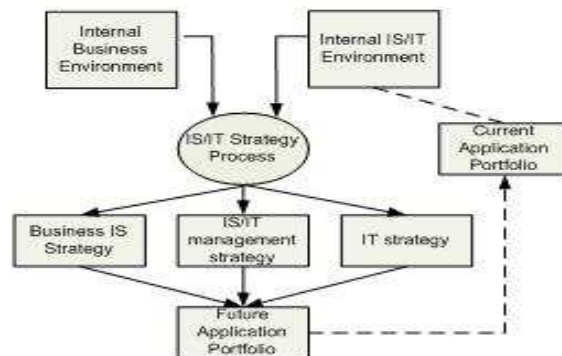 Internal
Business
Environment
Internal IS/IT
Environment
IS/IT Strategy
Process
Current
Application
Portfolio
Business IS
Strategy
IS/IT
management
strategy
IT strategy
Future
Application
Portfolio